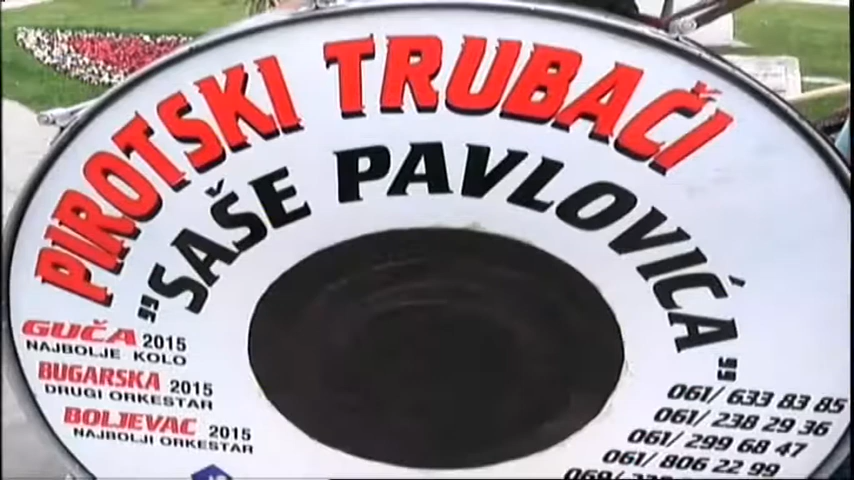 PIROTSKI TRUBAČI
„SAŠE PAVLOVIĆA“
GUČA 2015
NAJBOLJE KOLO
BUGARSKA 2015
DRUGI ORKESTAR
BOLJEVAC 2015
NAJBOLJI ORKESTAR
061/633 83 85
061/238 29 36
061/299 68 47
061/806 22 99